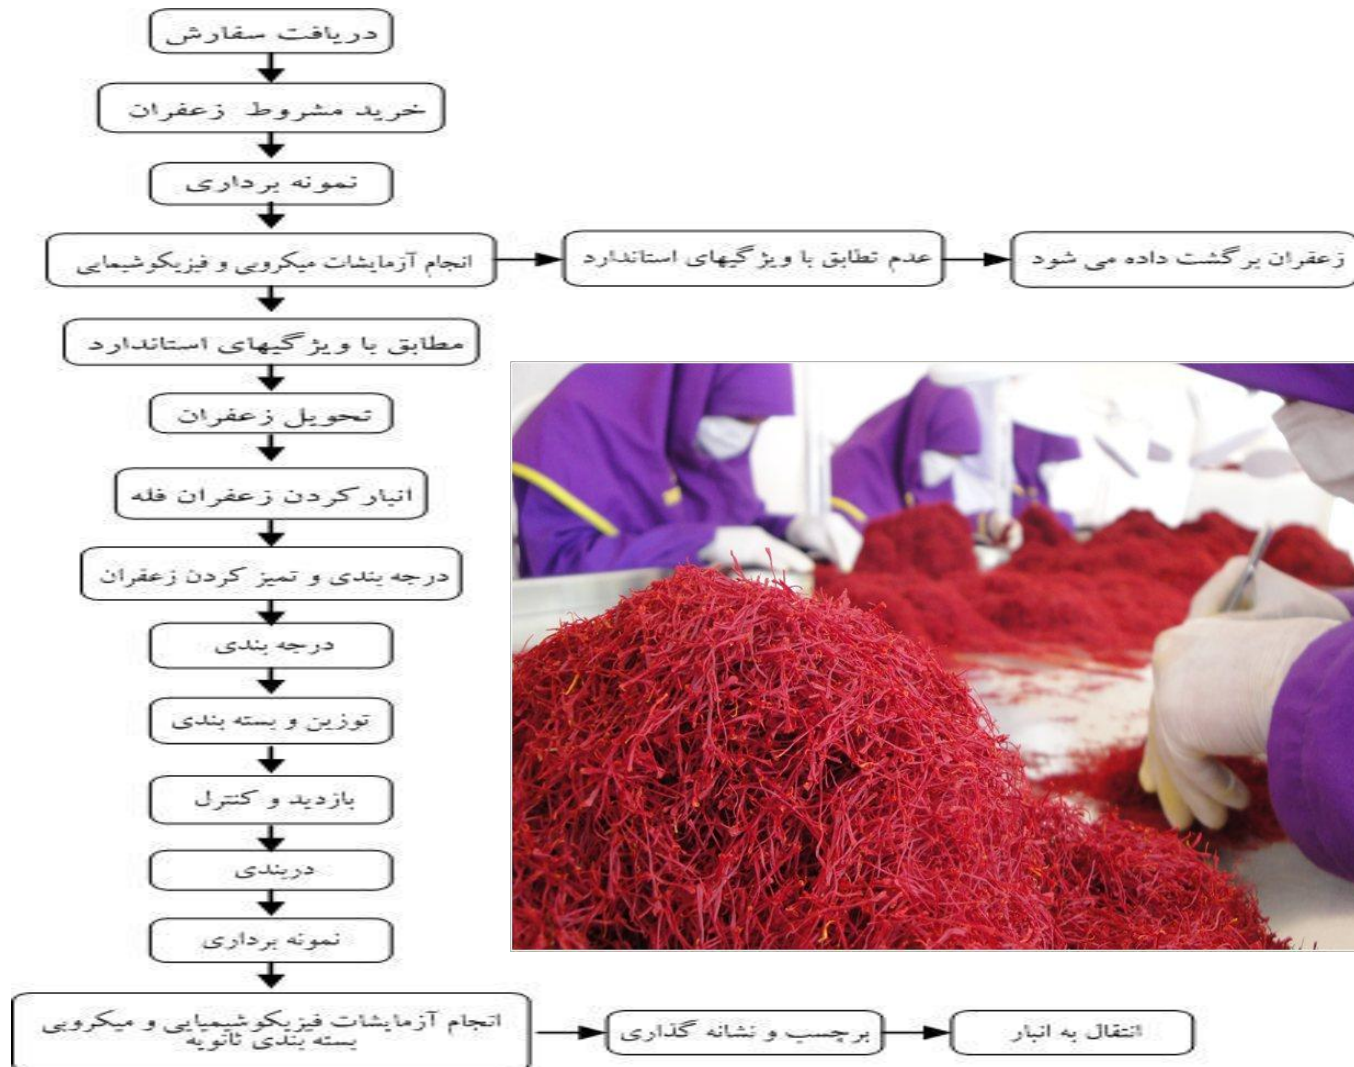 دریافت سفارش
خرید مشروط زعفران
نمونه برداری
انجام آزمایشات میکروبی و فیزیکوشیمایی
عدم تطابق با ویژگیهای استاندارد
زعفران برگشت داده می شود
مطابق با ویژگیهای استاندارد
تحویل زعفران
انبار کردن زعفران فله
درجه بندی و تمیز کردن زعفران
درجه بندی
توزین و بسته بندی
بازدید و کنترل
دربندی
نمونه برداری
انجام آزمایشات فیزیکوشیمیایی و میکروبی
بسته بندی ثانویه
برچسب و نشانه گذاری
انتقال به انبار